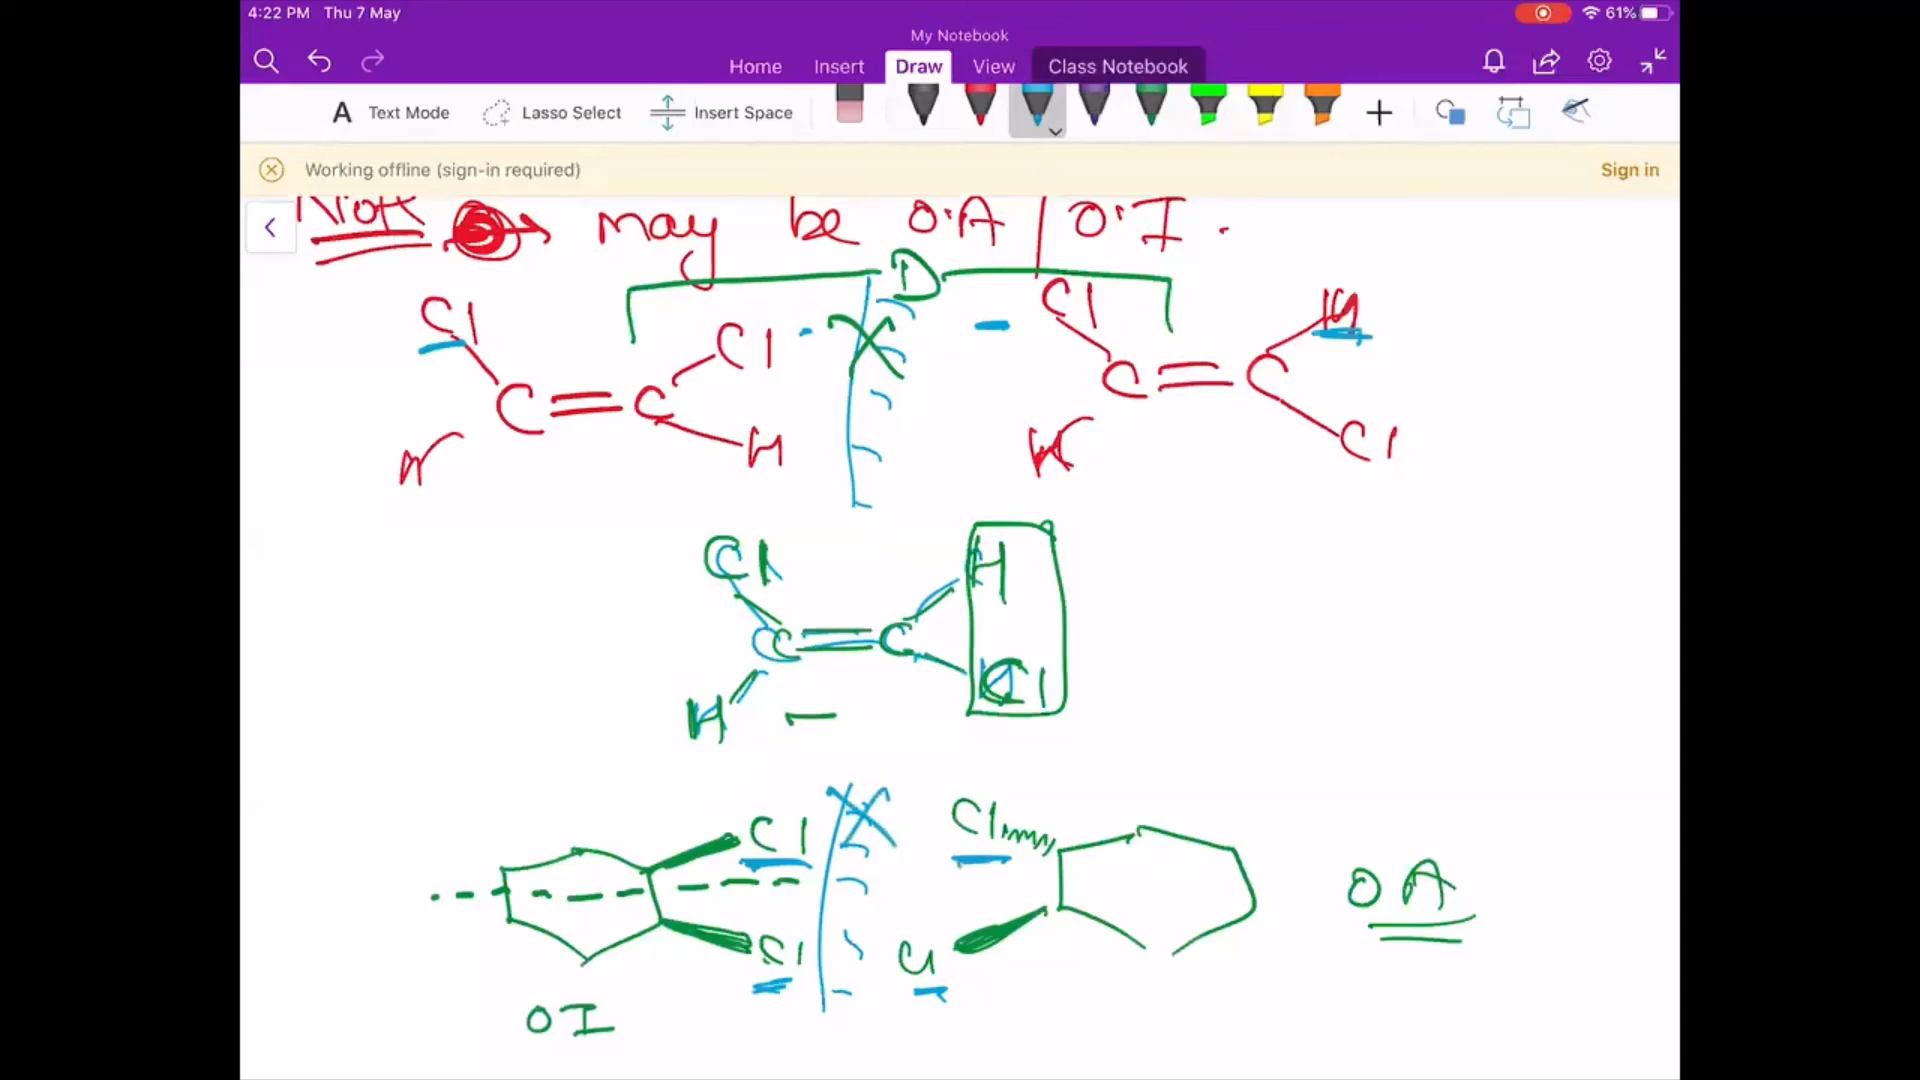 4:22 PM Thu 7 May
61%
My Notebook
Home Insert Draw View Class Notebook
A Text Mode Lasso Select Insert Space
Working offline (sign-in required) Sign in
may be O.A | O.I.
D
Cl Cl Cl
C = C C = C
H Cl
Cl H
C = C
H Cl
Cl Cl
Cl Cl
O A
O I